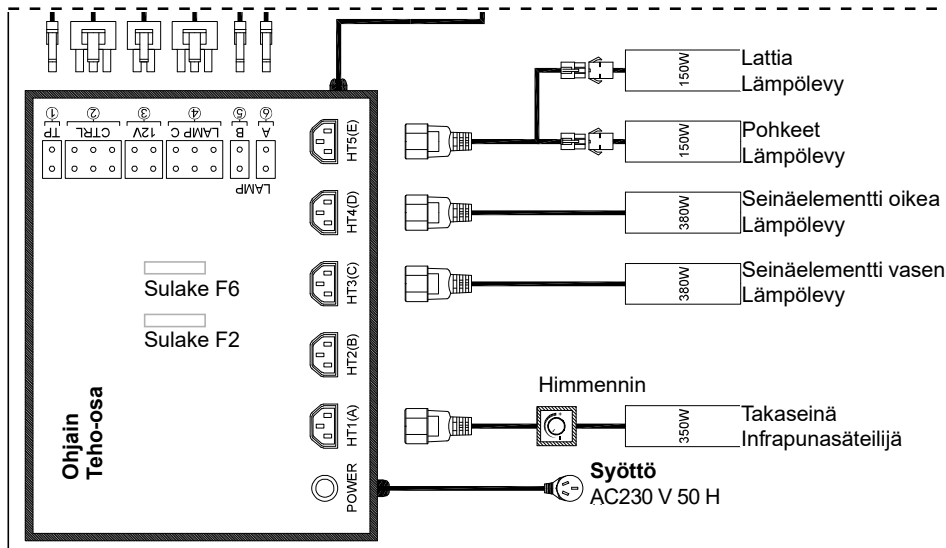 ① ② ③ ④ ⑤ ⑥
TP CTRL 12V LAMP C B A
LAMP
HT5(E)
HT4(D)
HT3(C)
HT2(B)
HT1(A)
POWER
Sulake F6
Sulake F2
Ohjain
Teho-osa
150W
Lattia
Lämpölevy
150W
Pohkeet
Lämpölevy
380W
Seinäelementti oikea
Lämpölevy
380W
Seinäelementti vasen
Lämpölevy
Himmennin
350W
Takaseinä
Infrapunasäteilijä
Syöttö
AC230 V 50 H